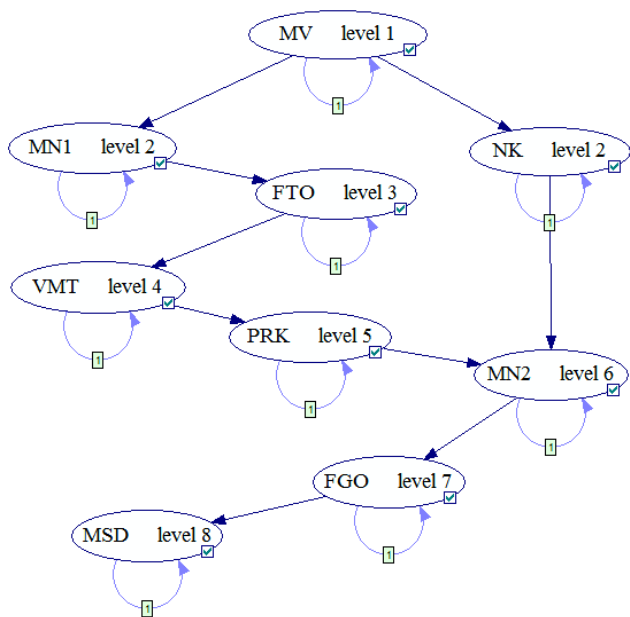 MV level 1
1
MN1 level 2
NK level 2
1
FTO level 3
1
1
VMT level 4
1
PRK level 5
1
MN2 level 6
1
1
FGO level 7
1
MSD level 8
1